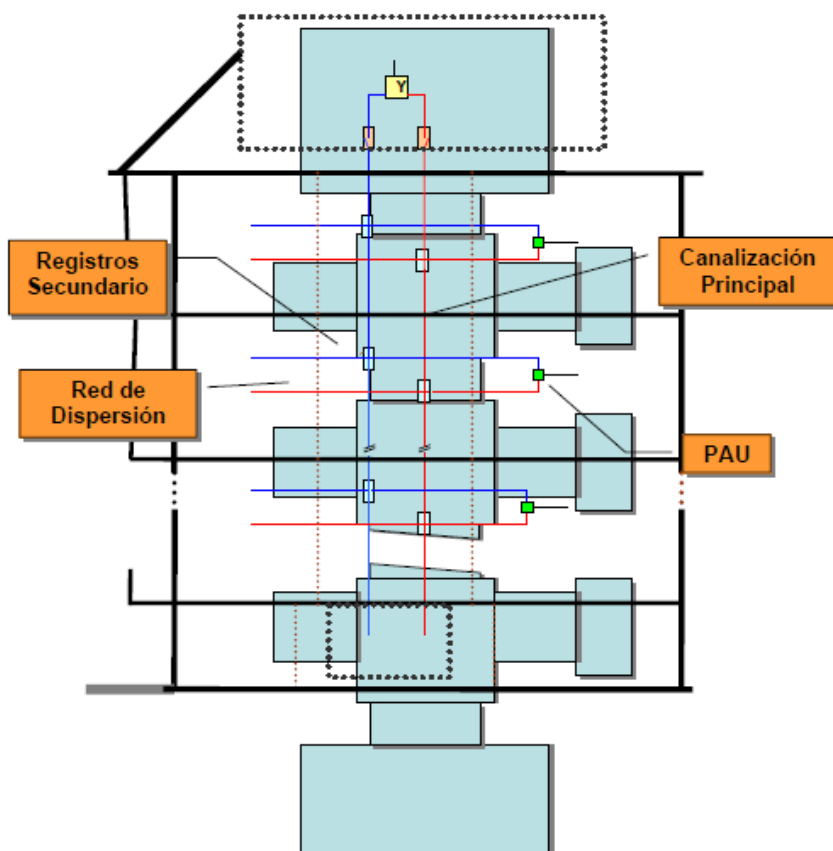 Y
Registros
Secundario
Canalización
Principal
Red de
Dispersión
PAU